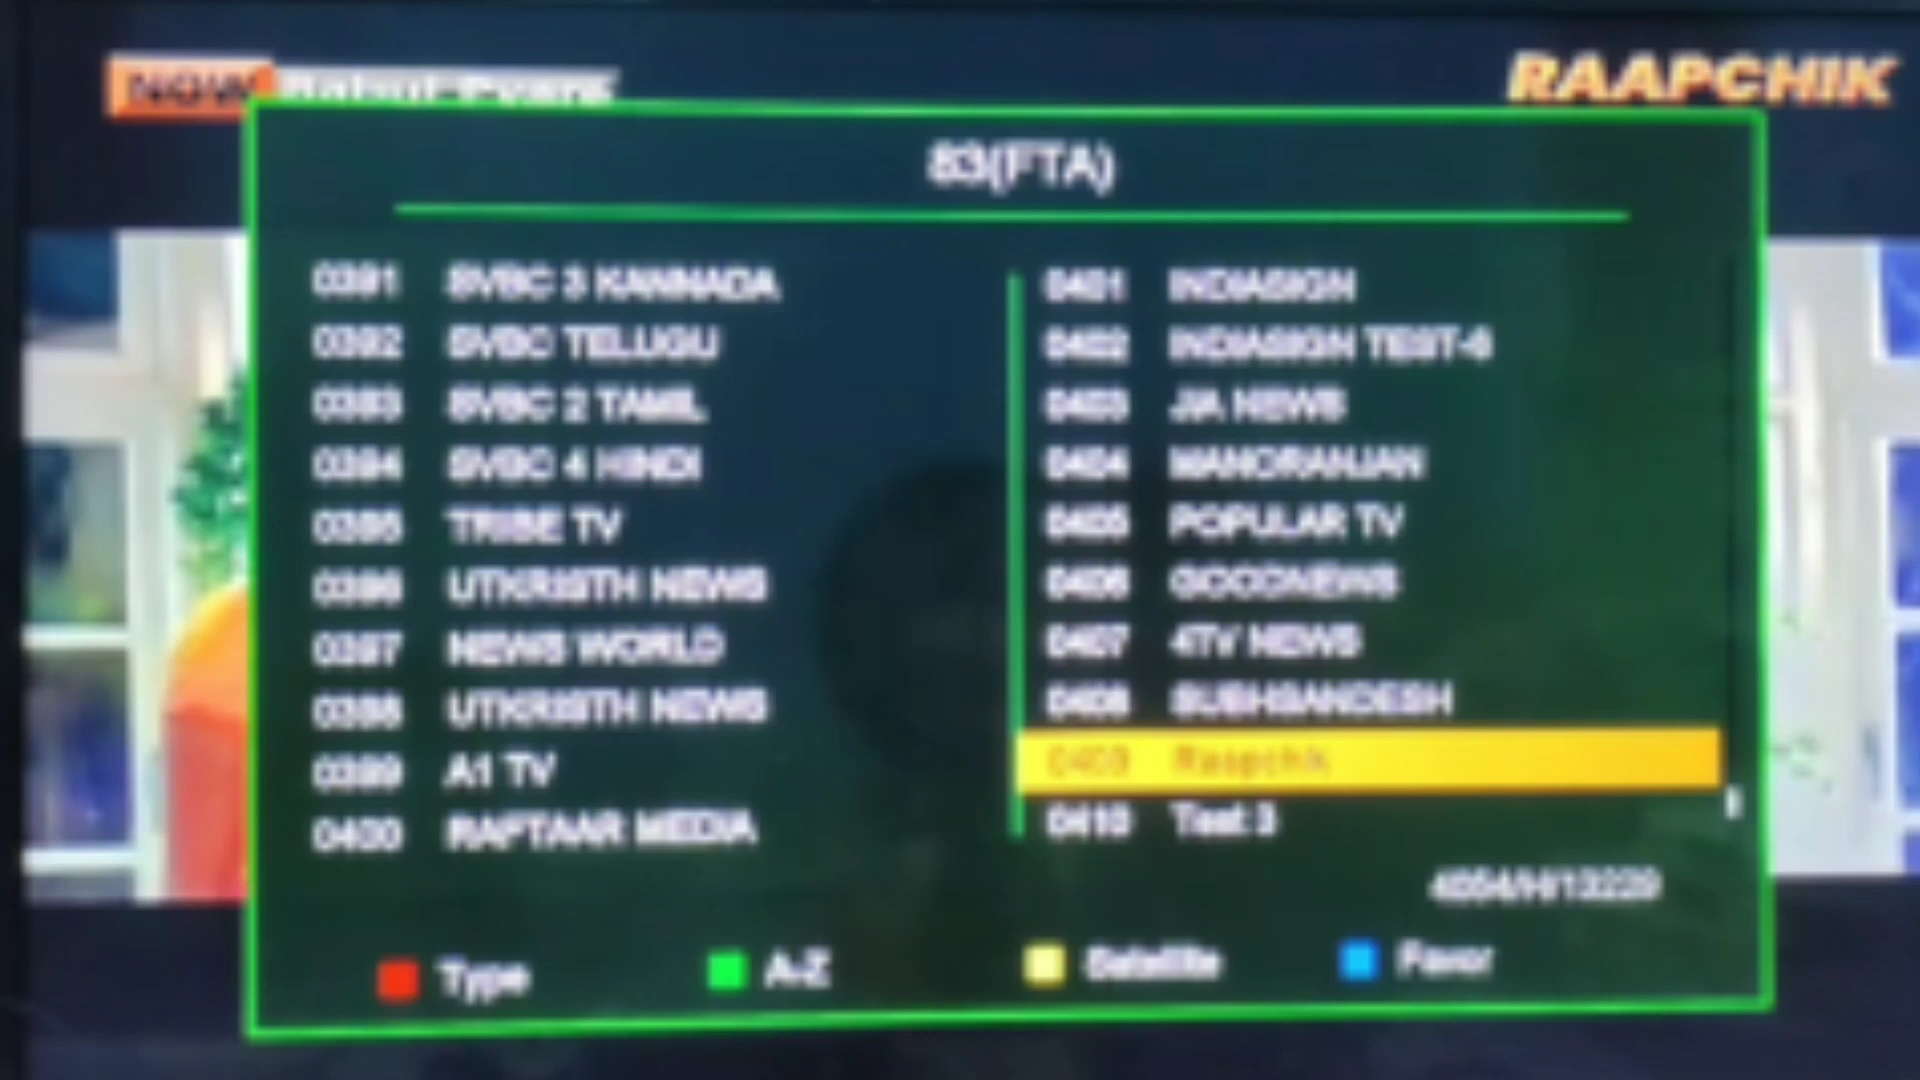 NOW
RAAPCHIK
83(FTA)
0391 SVBC 3 KANNADA
0392 SVBC TELUGU
0393 SVBC 2 TAMIL
0394 SVBC 4 HINDI
0395 TRIBE TV
0396 UTKRISTH NEWS
0397 NEWS WORLD
0398 UTKRISTH NEWS
0399 A1 TV
0400 RAFTAAR MEDIA
0401 INDIASIGN
0402 INDIASIGN TEST-6
0403 JIA NEWS
0404 MANORANJAN
0405 POPULAR TV
0406 GOODNEWS
0407 4TV NEWS
0408 SUBHSANDESH
0409 Raapchik
0410 Test 3
Type A-Z Satellite Favor